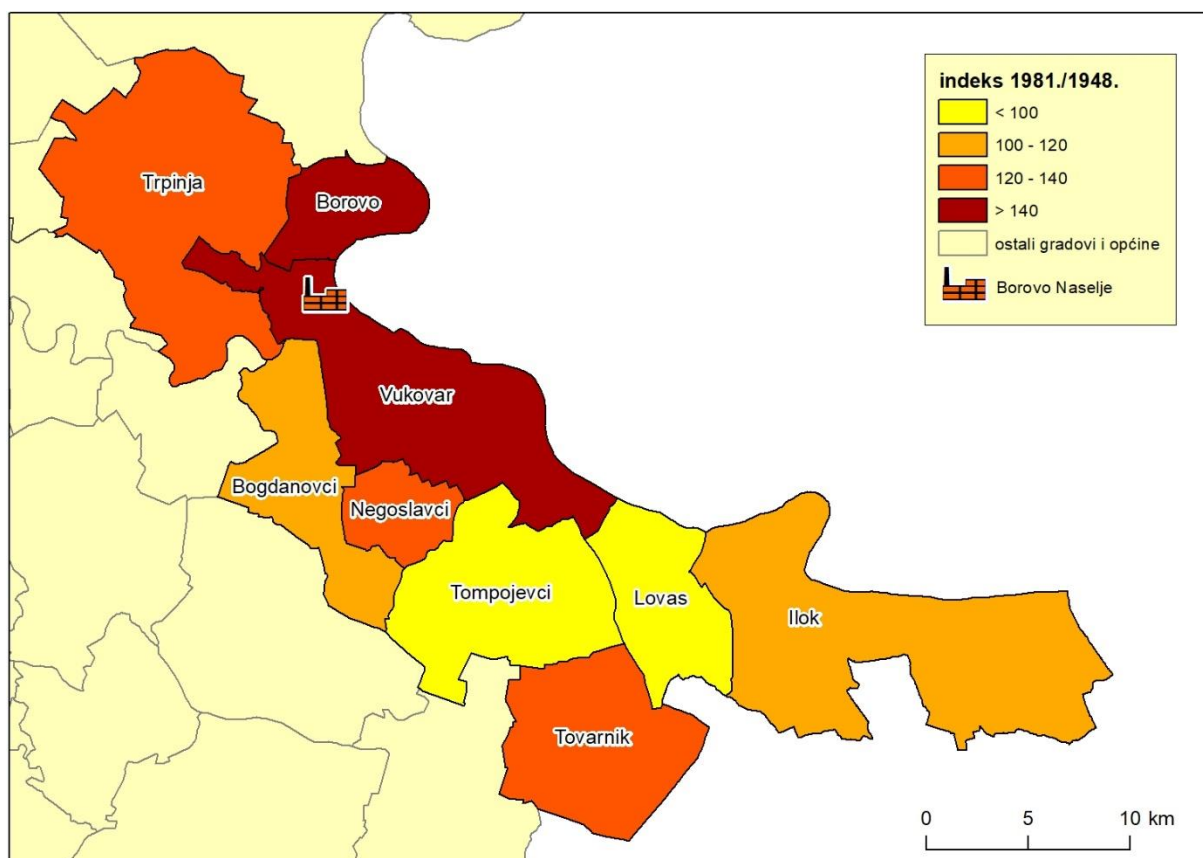 indeks 1981./1948.
< 100
100 - 120
120 - 140
> 140
ostali gradovi i općine
Borovo Naselje
Trpinja
Borovo
Vukovar
Bogdanovci
Negoslavci
Tompojevci
Lovas
Ilok
Tovarnik
0 5 10 km